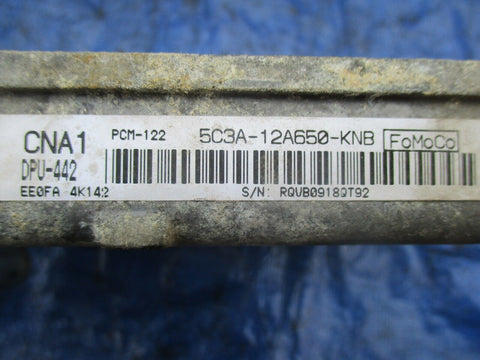 CNA1 PCM-122 5C3A-12A650-KNB FoMoCo
DPU-442
EE0FA 4K142 S/N: RQVB0918QT92